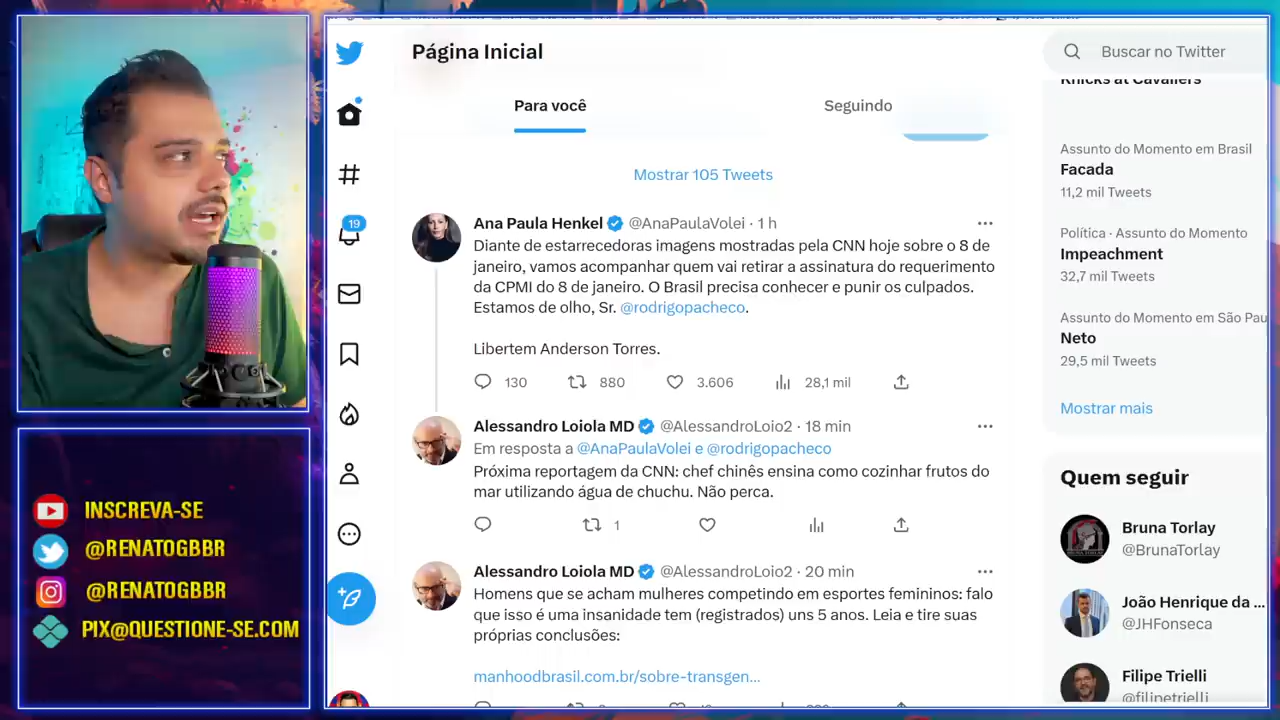 Página Inicial
Buscar no Twitter
Para você
Seguindo
Mostrar 105 Tweets
Ana Paula Henkel @AnaPaulaVolei · 1 h
Diante de estarrecedoras imagens mostradas pela CNN hoje sobre o 8 de
janeiro, vamos acompanhar quem vai retirar a assinatura do requerimento
da CPMI do 8 de janeiro. O Brasil precisa conhecer e punir os culpados.
Estamos de olho, Sr. @rodrigopacheco.
Libertem Anderson Torres.
130 880 3.606 28,1 mil
Alessandro Loiola MD @AlessandroLoio2 · 18 min
Em resposta a @AnaPaulaVolei e @rodrigopacheco
Próxima reportagem da CNN: chef chinês ensina como cozinhar frutos do
mar utilizando água de chuchu. Não perca.
1
Alessandro Loiola MD @AlessandroLoio2 · 20 min
Homens que se acham mulheres competindo em esportes femininos: falo
que isso é uma insanidade tem (registrados) uns 5 anos. Leia e tire suas
próprias conclusões:
manhoodbrasil.com.br/sobre-transgen...
19
Knicks at Cavaliers
Assunto do Momento em Brasil
Facada
11,2 mil Tweets
Política · Assunto do Momento
Impeachment
32,7 mil Tweets
Assunto do Momento em São Pau
Neto
29,5 mil Tweets
Mostrar mais
Quem seguir
Bruna Torlay
@BrunaTorlay
João Henrique da ...
@JHFonseca
Filipe Trielli
@filipetrielli
INSCREVA-SE
@RENATOGBBR
@RENATOGBBR
PIX@QUESTIONE-SE.COM